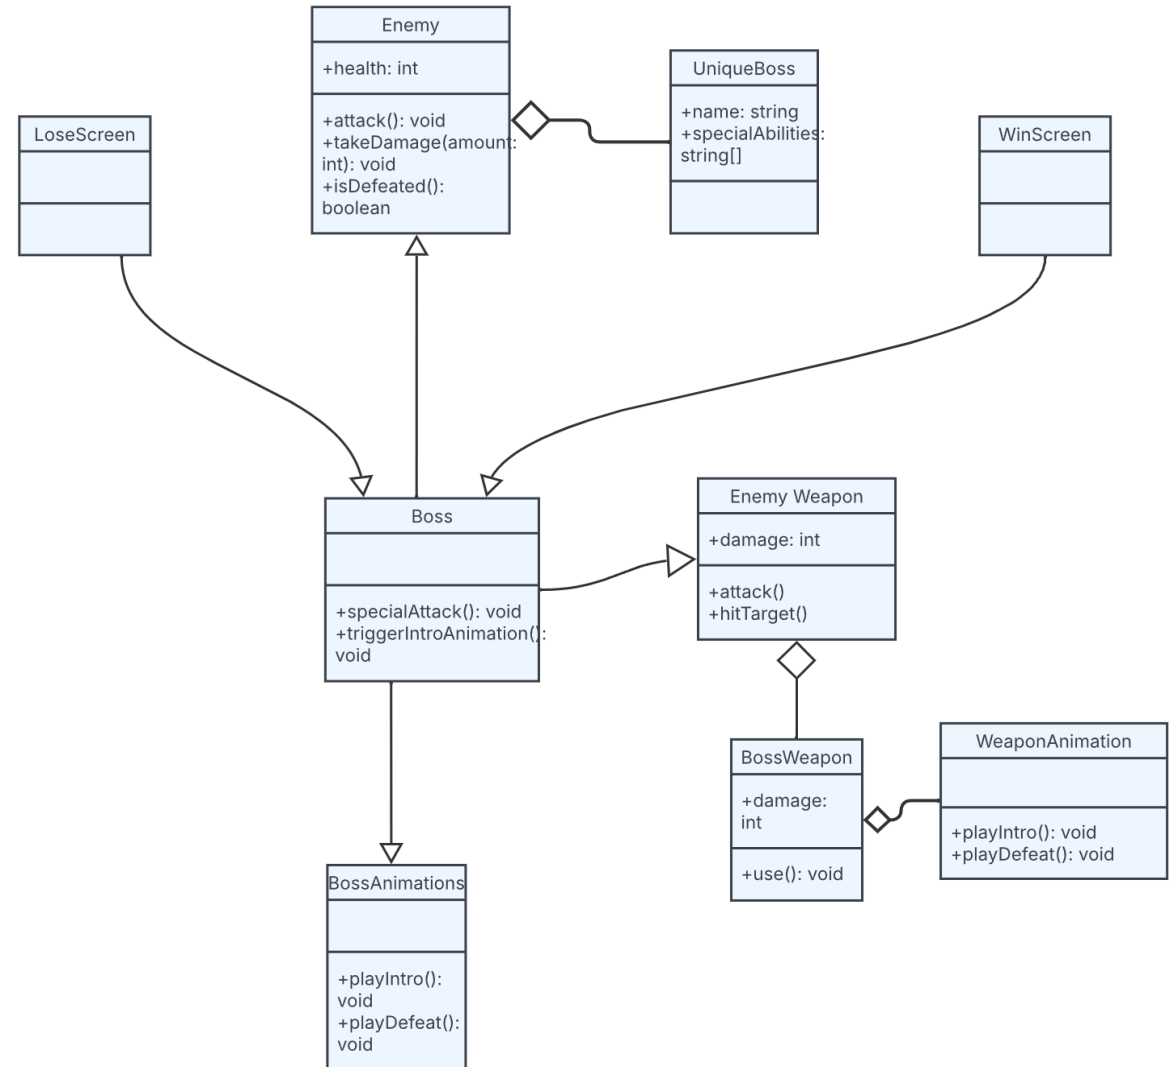 Enemy
+health: int
+attack(): void
+takeDamage(amount:
int): void
+isDefeated():
boolean
UniqueBoss
+name: string
+specialAbilities:
string[]
LoseScreen
WinScreen
Boss
+specialAttack(): void
+triggerIntroAnimation():
void
Enemy Weapon
+damage: int
+attack()
+hitTarget()
BossWeapon
+damage:
int
+use(): void
WeaponAnimation
+playIntro(): void
+playDefeat(): void
BossAnimations
+playIntro():
void
+playDefeat():
void